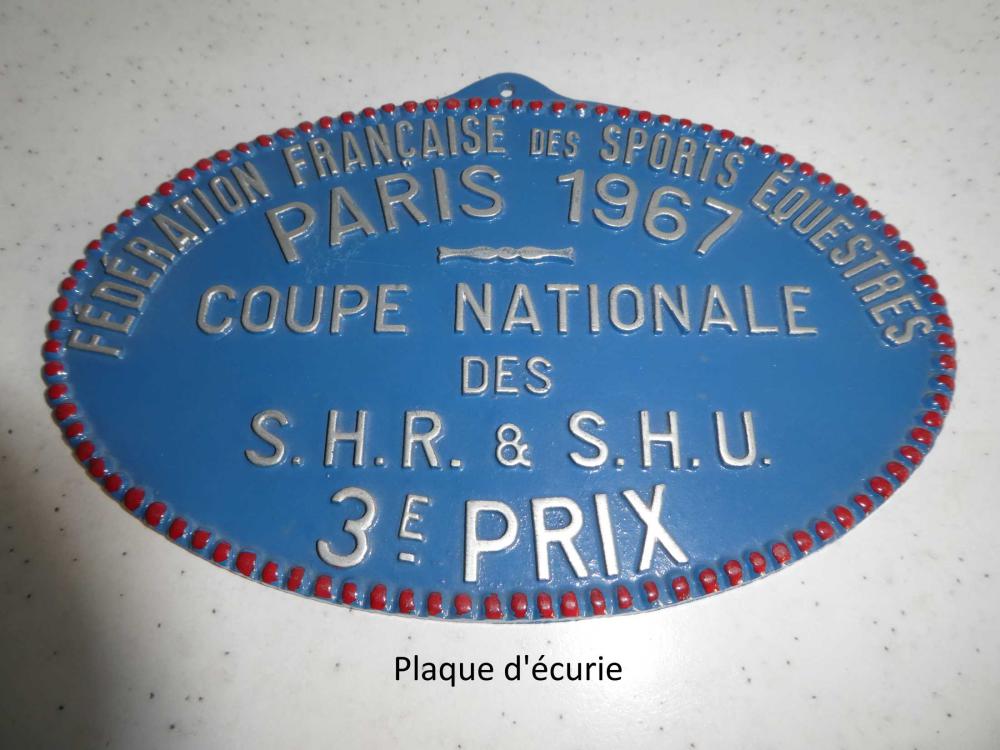 FÉDÉRATION FRANÇAISE DES SPORTS ÉQUESTRES
PARIS 1967
COUPE NATIONALE
DES
S.H.R. & S.H.U.
3E PRIX
Plaque d'écurie